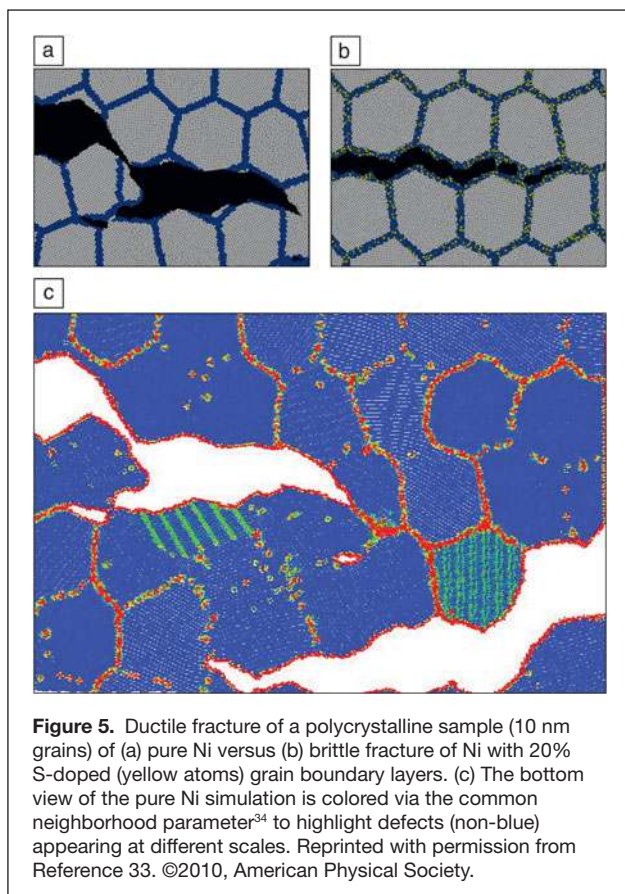 a
b
c
Figure 5. Ductile fracture of a polycrystalline sample (10 nm
grains) of (a) pure Ni versus (b) brittle fracture of Ni with 20%
S-doped (yellow atoms) grain boundary layers. (c) The bottom
view of the pure Ni simulation is colored via the common
neighborhood parameter³⁴ to highlight defects (non-blue)
appearing at different scales. Reprinted with permission from
Reference 33. ©2010, American Physical Society.